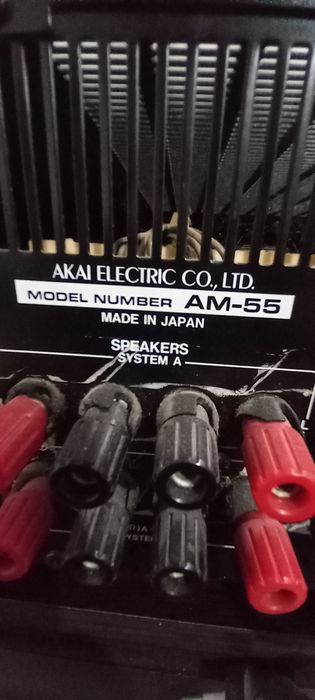 AKAI ELECTRIC CO., LTD.
MODEL NUMBER AM-55
MADE IN JAPAN
SPEAKERS
SYSTEM A
L